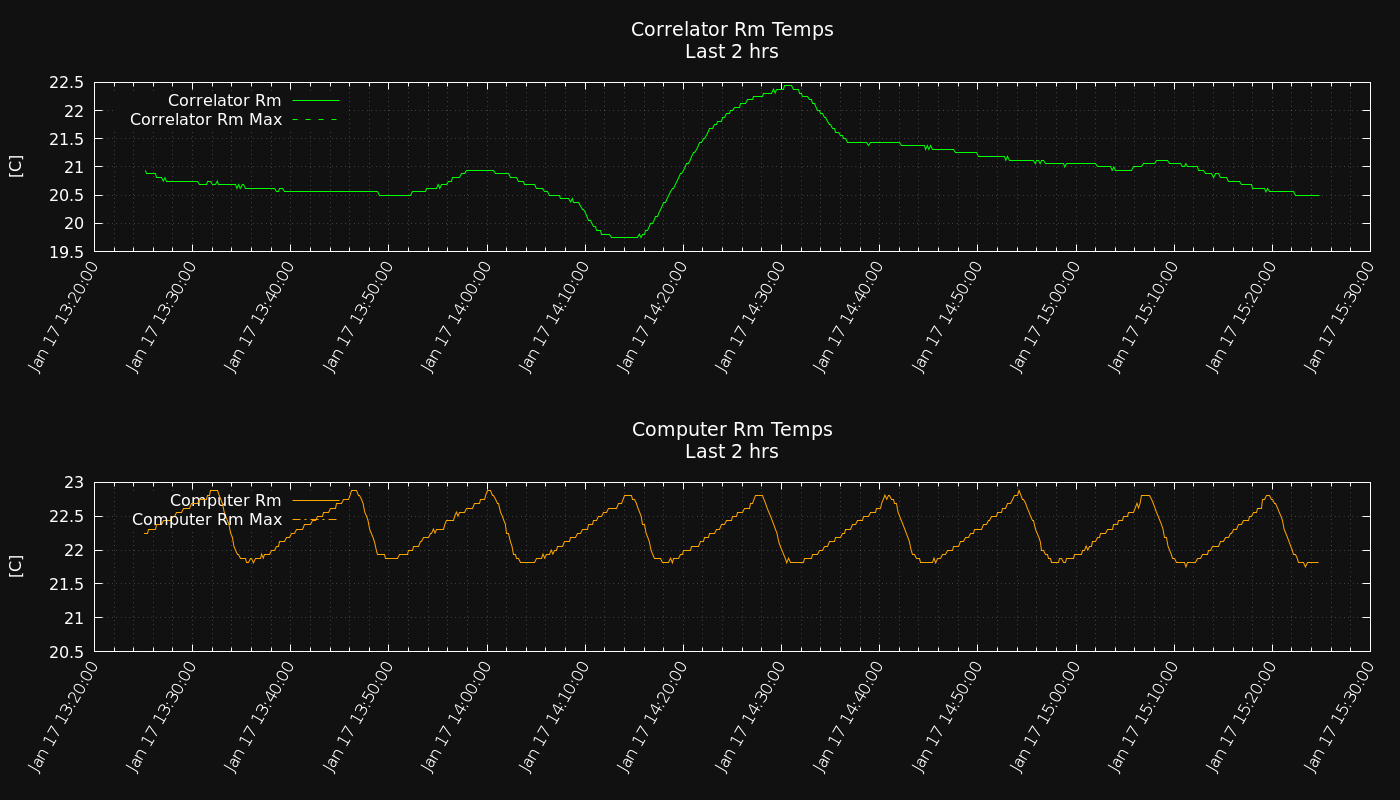 Correlator Rm Temps
Last 2 hrs
22.5
22
21.5
21
20.5
20
19.5
[C]
Correlator Rm
Correlator Rm Max
Jan 17 13:20:00
Jan 17 13:30:00
Jan 17 13:40:00
Jan 17 13:50:00
Jan 17 14:00:00
Jan 17 14:10:00
Jan 17 14:20:00
Jan 17 14:30:00
Jan 17 14:40:00
Jan 17 14:50:00
Jan 17 15:00:00
Jan 17 15:10:00
Jan 17 15:20:00
Jan 17 15:30:00
Computer Rm Temps
Last 2 hrs
23
22.5
22
21.5
21
20.5
[C]
Computer Rm
Computer Rm Max
Jan 17 13:20:00
Jan 17 13:30:00
Jan 17 13:40:00
Jan 17 13:50:00
Jan 17 14:00:00
Jan 17 14:10:00
Jan 17 14:20:00
Jan 17 14:30:00
Jan 17 14:40:00
Jan 17 14:50:00
Jan 17 15:00:00
Jan 17 15:10:00
Jan 17 15:20:00
Jan 17 15:30:00